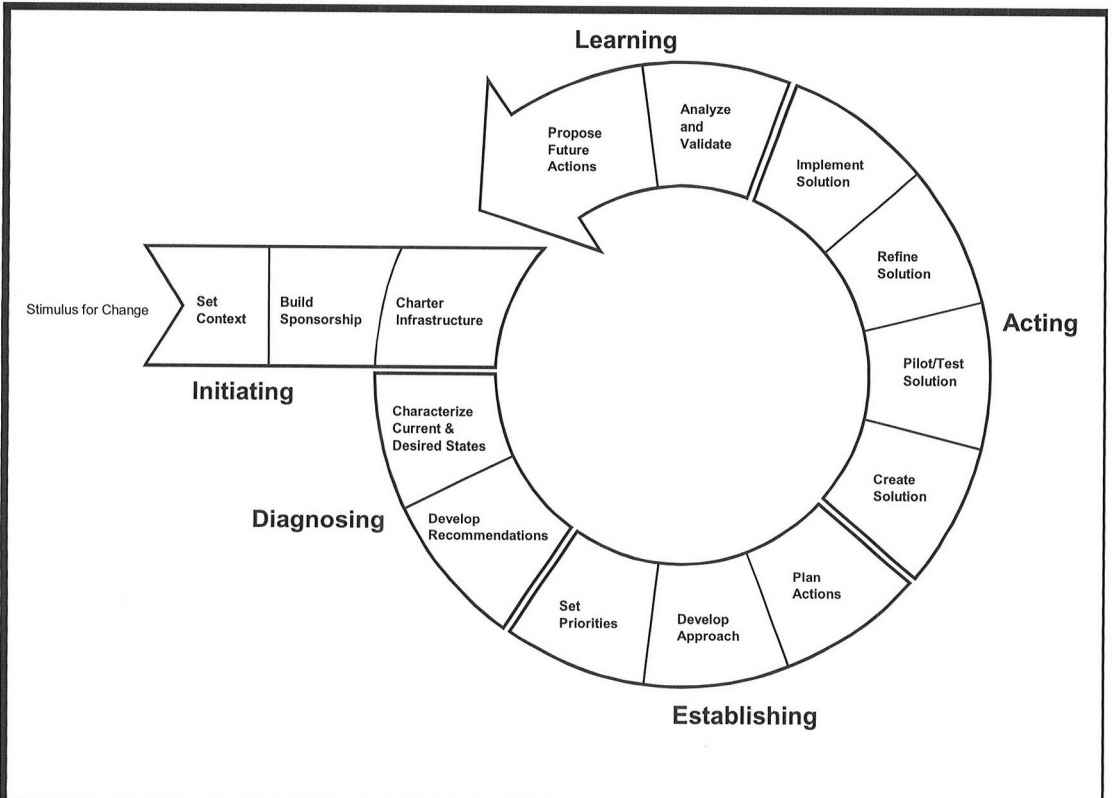 Learning
Propose
Future
Actions
Analyze
and
Validate
Implement
Solution
Refine
Solution
Acting
Pilot/Test
Solution
Create
Solution
Stimulus for Change
Set
Context
Build
Sponsorship
Charter
Infrastructure
Initiating
Characterize
Current &
Desired States
Diagnosing
Develop
Recommendations
Set
Priorities
Develop
Approach
Plan
Actions
Establishing